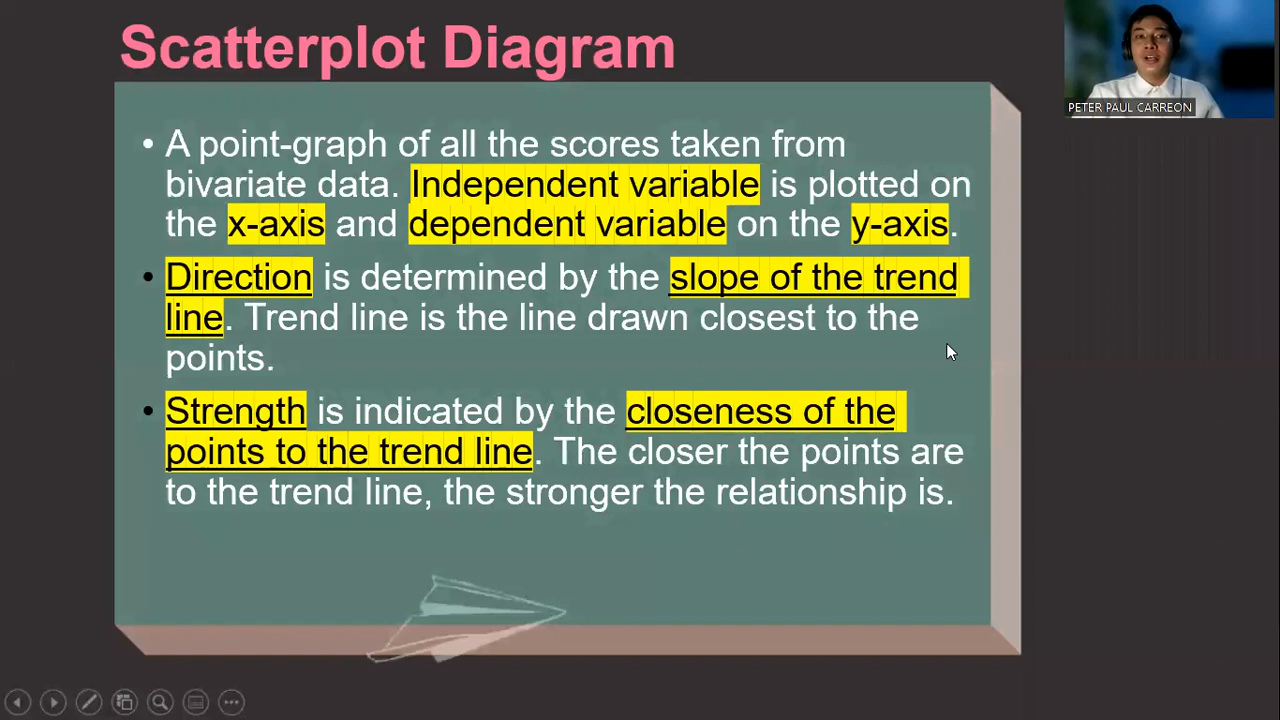 Scatterplot Diagram
PETER PAUL CARREON
• A point-graph of all the scores taken from
bivariate data. Independent variable is plotted on
the x-axis and dependent variable on the y-axis.
• Direction is determined by the slope of the trend
line. Trend line is the line drawn closest to the
points.
• Strength is indicated by the closeness of the
points to the trend line. The closer the points are
to the trend line, the stronger the relationship is.